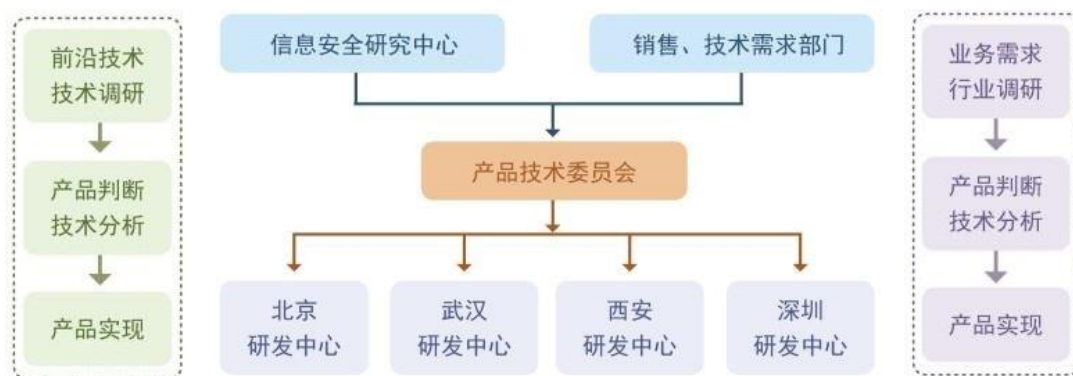 前沿技术
技术调研
产品判断
技术分析
产品实现
信息安全研究中心
销售、技术需求部门
产品技术委员会
北京
研发中心
武汉
研发中心
西安
研发中心
深圳
研发中心
业务需求
行业调研
产品判断
技术分析
产品实现